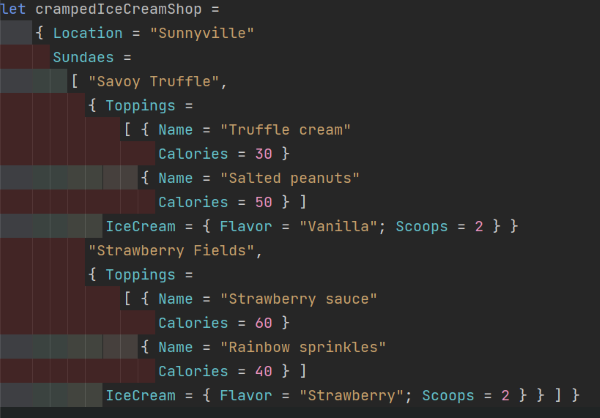 let crampedIceCreamShop =
{ Location = "Sunnyville"
Sundaes =
[ "Savoy Truffle",
{ Toppings =
[ { Name = "Truffle cream"
Calories = 30 }
{ Name = "Salted peanuts"
Calories = 50 } ]
IceCream = { Flavor = "Vanilla"; Scoops = 2 } }
"Strawberry Fields",
{ Toppings =
[ { Name = "Strawberry sauce"
Calories = 60 }
{ Name = "Rainbow sprinkles"
Calories = 40 } ]
IceCream = { Flavor = "Strawberry"; Scoops = 2 } } ] }